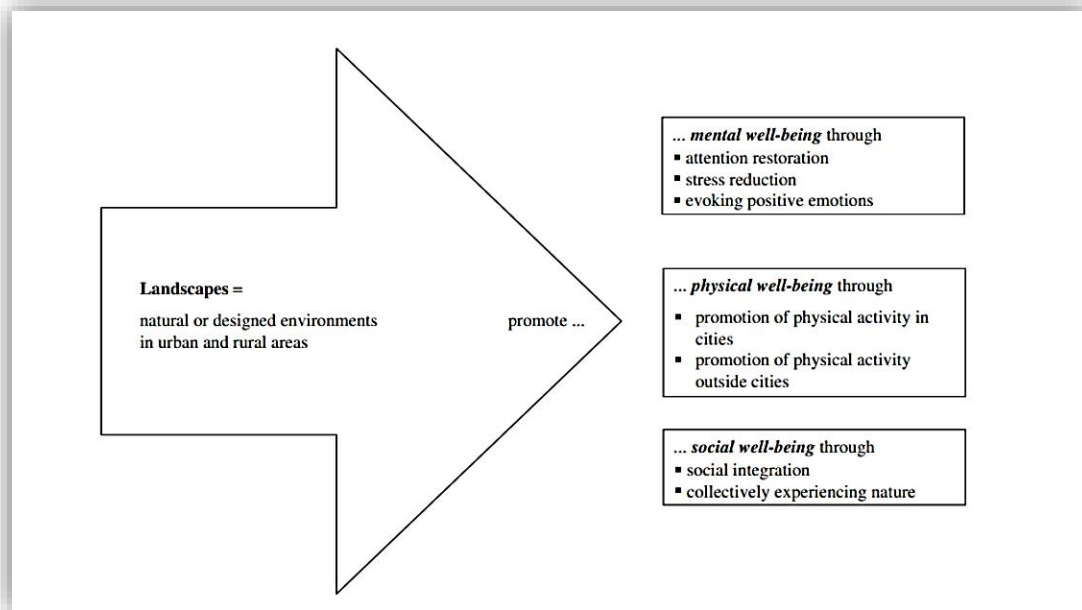 Landscapes =
natural or designed environments
in urban and rural areas
promote ...
... mental well-being through
▪ attention restoration
▪ stress reduction
▪ evoking positive emotions
... physical well-being through
▪ promotion of physical activity in
cities
▪ promotion of physical activity
outside cities
... social well-being through
▪ social integration
▪ collectively experiencing nature